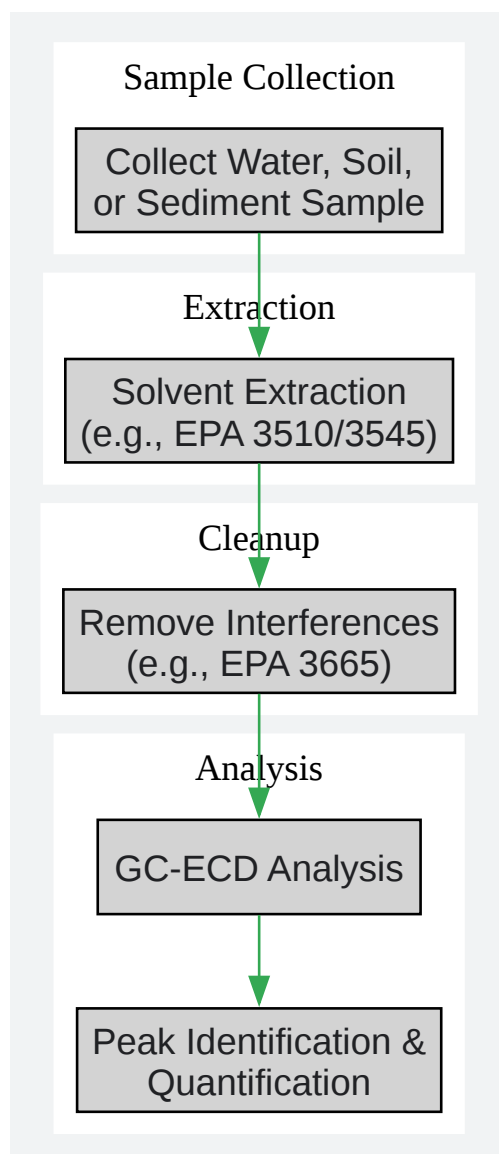 Sample Collection
Collect Water, Soil,
or Sediment Sample
Extraction
Solvent Extraction
(e.g., EPA 3510/3545)
Cleanup
Remove Interferences
(e.g., EPA 3665)
Analysis
GC-ECD Analysis
Peak Identification &
Quantification